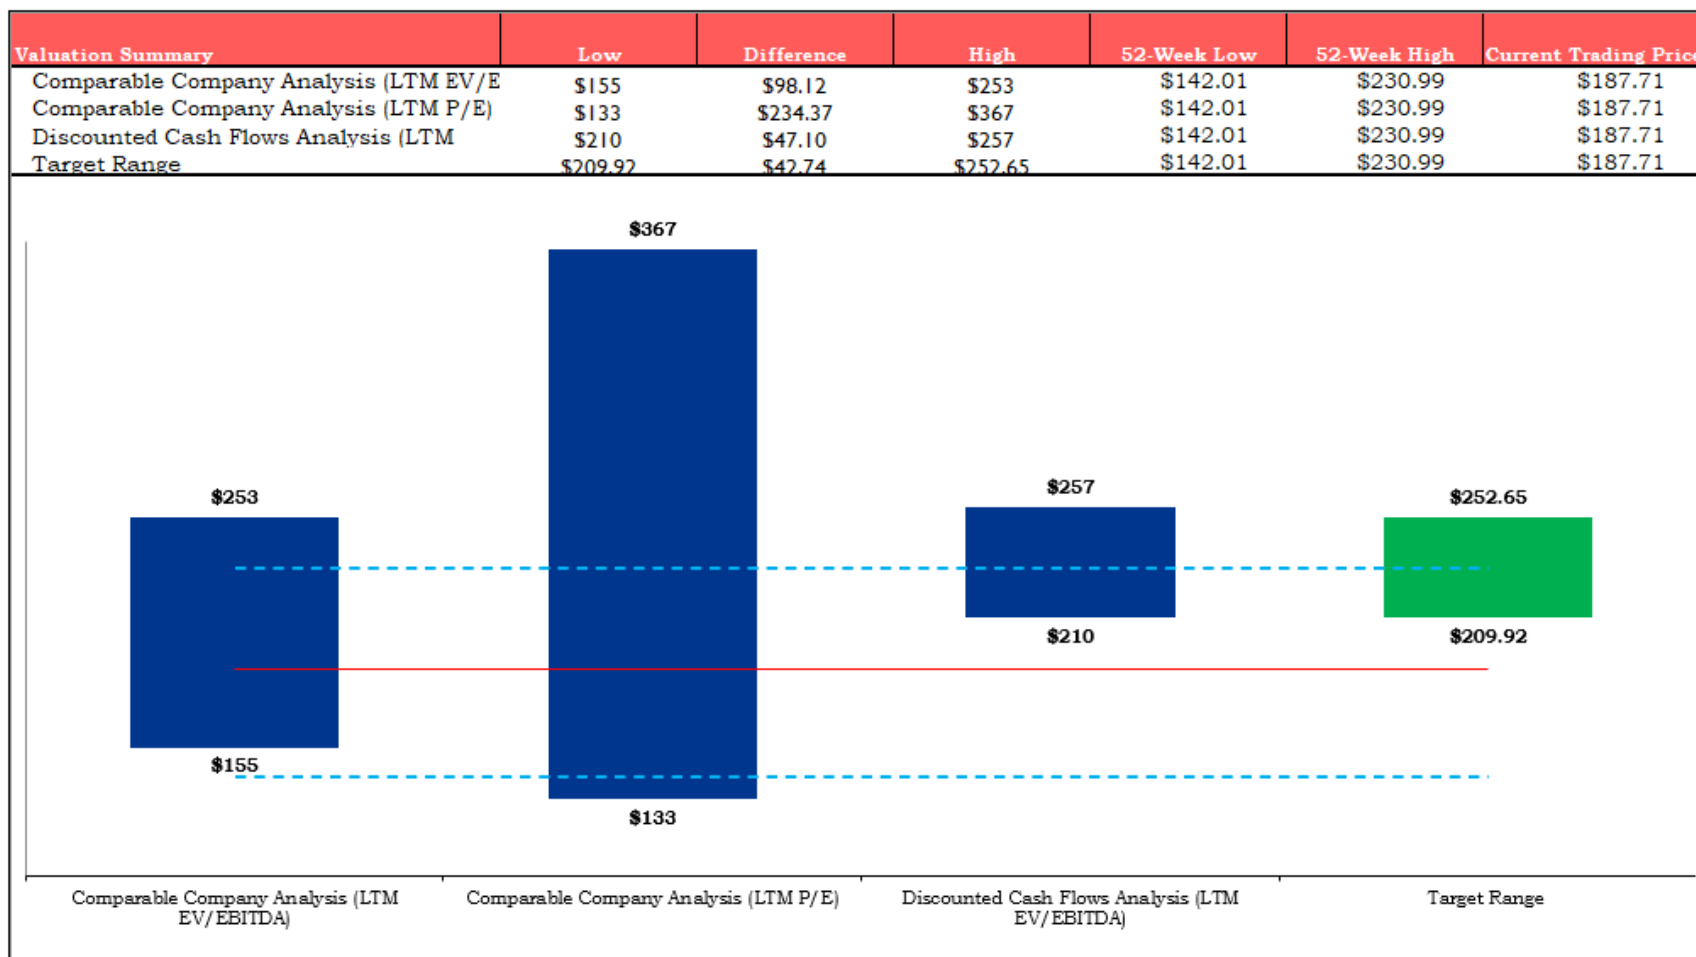 Valuation Summary Low Difference High 52-Week Low 52-Week High Current Trading Price
Comparable Company Analysis (LTM EV/E $155 $98.12 $253 $142.01 $230.99 $187.71
Comparable Company Analysis (LTM P/E) $133 $234.37 $367 $142.01 $230.99 $187.71
Discounted Cash Flows Analysis (LTM $210 $47.10 $257 $142.01 $230.99 $187.71
Target Range $209.92 $42.74 $252.65 $142.01 $230.99 $187.71
$367
$253
$257
$252.65
$210
$209.92
$155
$133
Comparable Company Analysis (LTM
EV/EBITDA)
Comparable Company Analysis (LTM P/E)
Discounted Cash Flows Analysis (LTM
EV/EBITDA)
Target Range